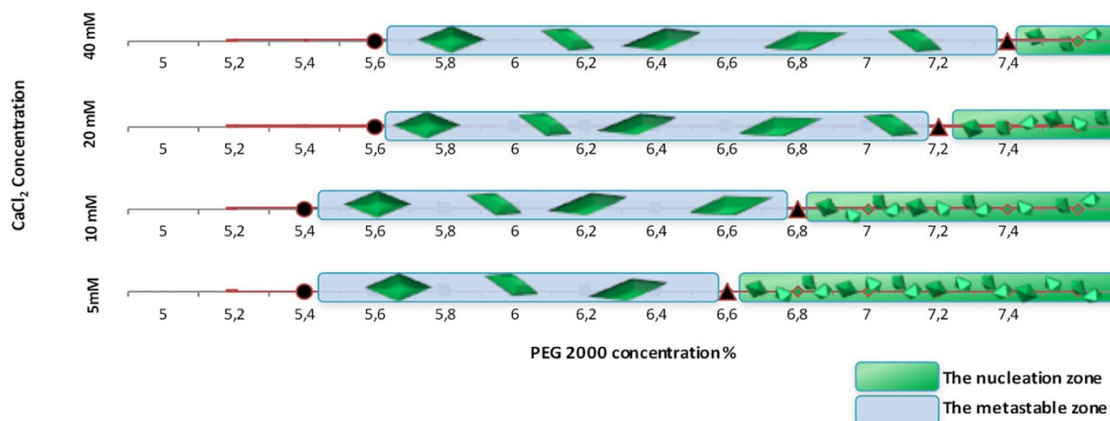 40 mM
5 5,2 5,4 5,6 5,8 6 6,2 6,4 6,6 6,8 7 7,2 7,4
20 mM
5 5,2 5,4 5,6 5,8 6 6,2 6,4 6,6 6,8 7 7,2 7,4
CaCl₂ Concentration
10 mM
5 5,2 5,4 5,6 5,8 6 6,2 6,4 6,6 6,8 7 7,2 7,4
5mM
5 5,2 5,4 5,6 5,8 6 6,2 6,4 6,6 6,8 7 7,2 7,4
PEG 2000 concentration %
The nucleation zone
The metastable zone